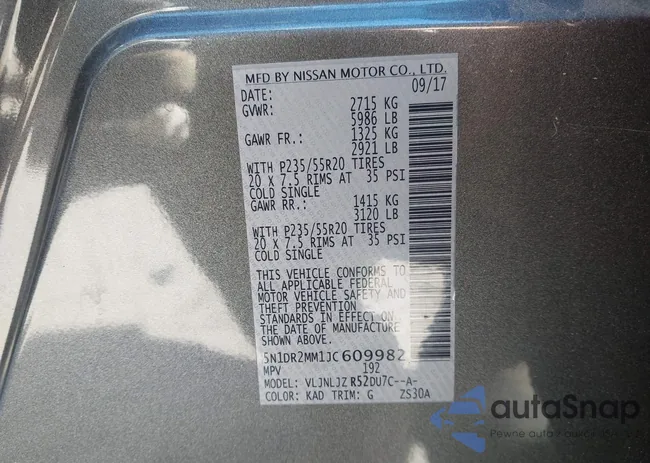 MFD BY NISSAN MOTOR CO., LTD.
DATE: 09/17
GVWR: 2715 KG
5986 LB
GAWR FR.: 1325 KG
2921 LB
WITH P235/55R20 TIRES
20 X 7.5 RIMS AT 35 PSI
COLD SINGLE
GAWR RR.: 1415 KG
3120 LB
WITH P235/55R20 TIRES
20 X 7.5 RIMS AT 35 PSI
COLD SINGLE
THIS VEHICLE CONFORMS TO
ALL APPLICABLE FEDERAL
MOTOR VEHICLE SAFETY AND
THEFT PREVENTION
STANDARDS IN EFFECT ON
THE DATE OF MANUFACTURE
SHOWN ABOVE.
5N1DR2MM1JC609982
MPV 192
MODEL: VLJNLJZ R52DU7C--A-
COLOR: KAD TRIM: G ZS30A
autaSnap
Pewne auto z